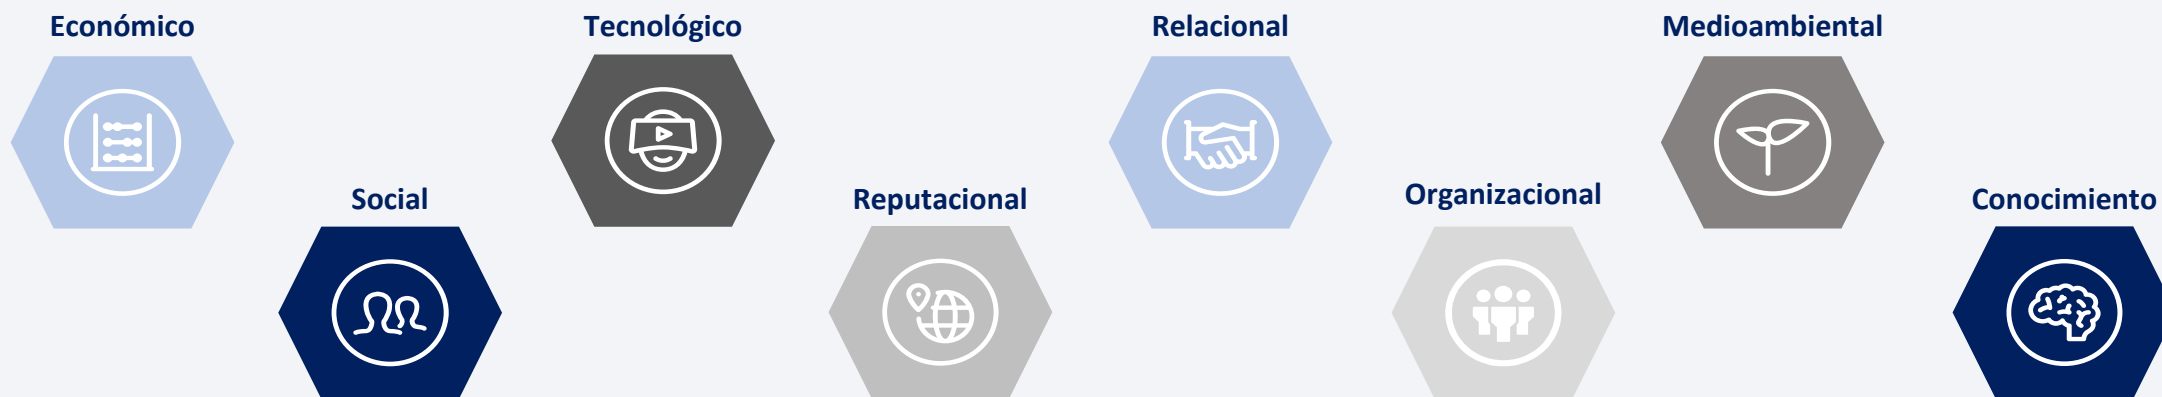 Económico
Social
Tecnológico
Reputacional
Relacional
Organizacional
Medioambiental
Conocimiento